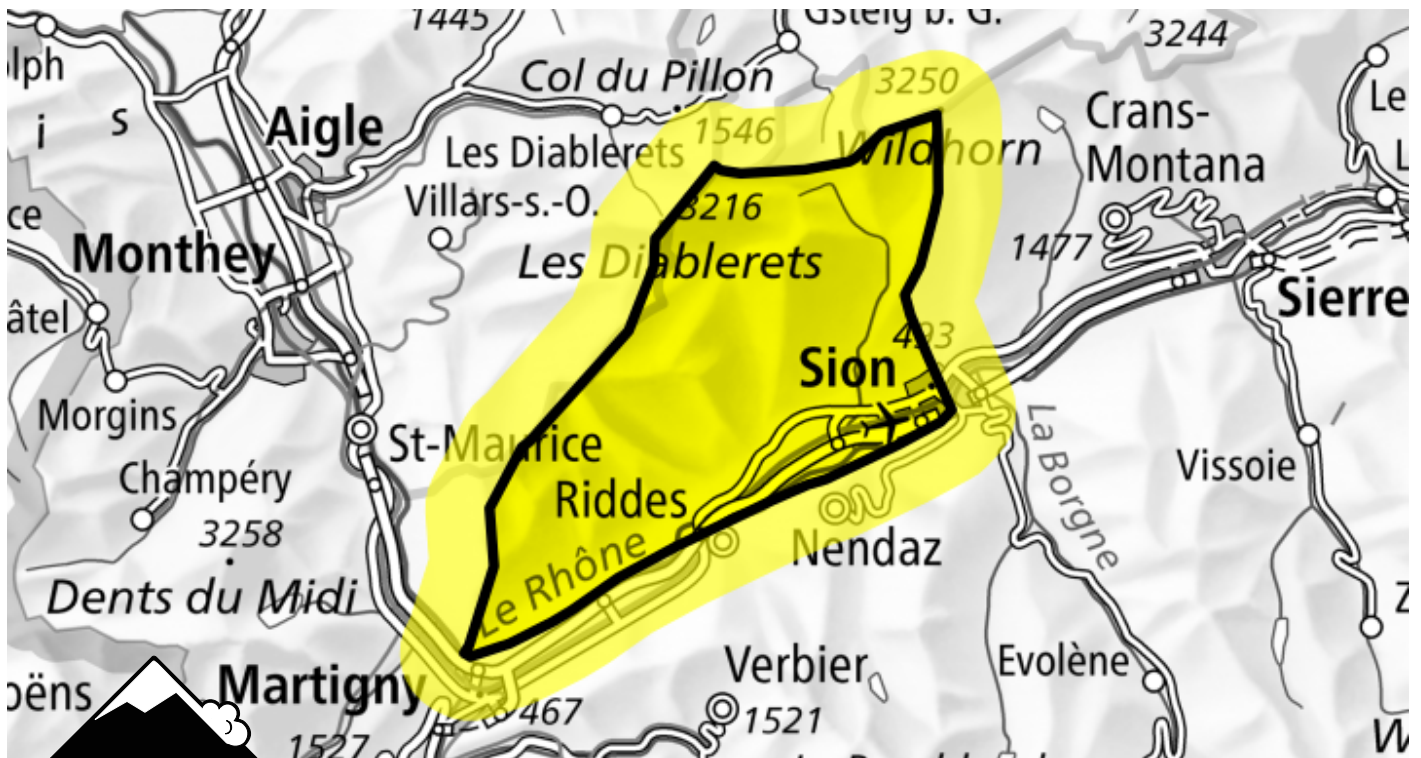 1445
Gsteig b. G.
3244
Col du Pillon
3250
Aigle
1546
Crans-
Montana
Les Diablerets
Wildhorn
Villars-s.-O.
3216
1477
Monthey
Les Diablerets
Sierre
493
Sion
Morgins
St-Maurice
La Borgne
Vissoie
Champéry
Riddes
3258
Nendaz
Le Rhône
Dents du Midi
Martigny
Verbier
Evolène
467
1521
1527